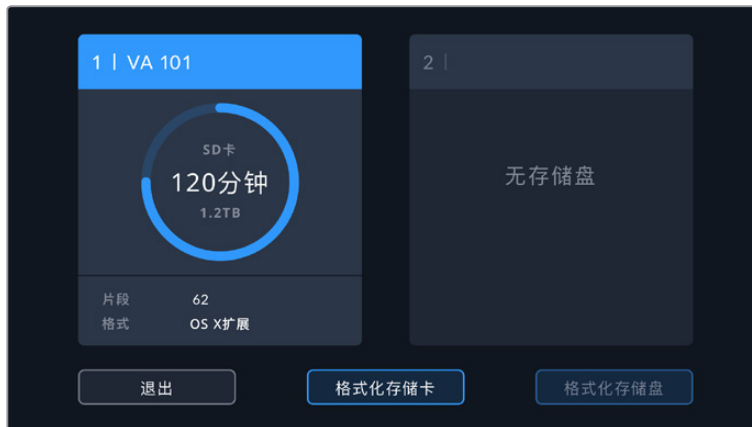 1 | VA 101
SD卡
120分钟
1.2TB
片段 62
格式 OS X扩展
2 |
无存储盘
退出 格式化存储卡 格式化存储盘